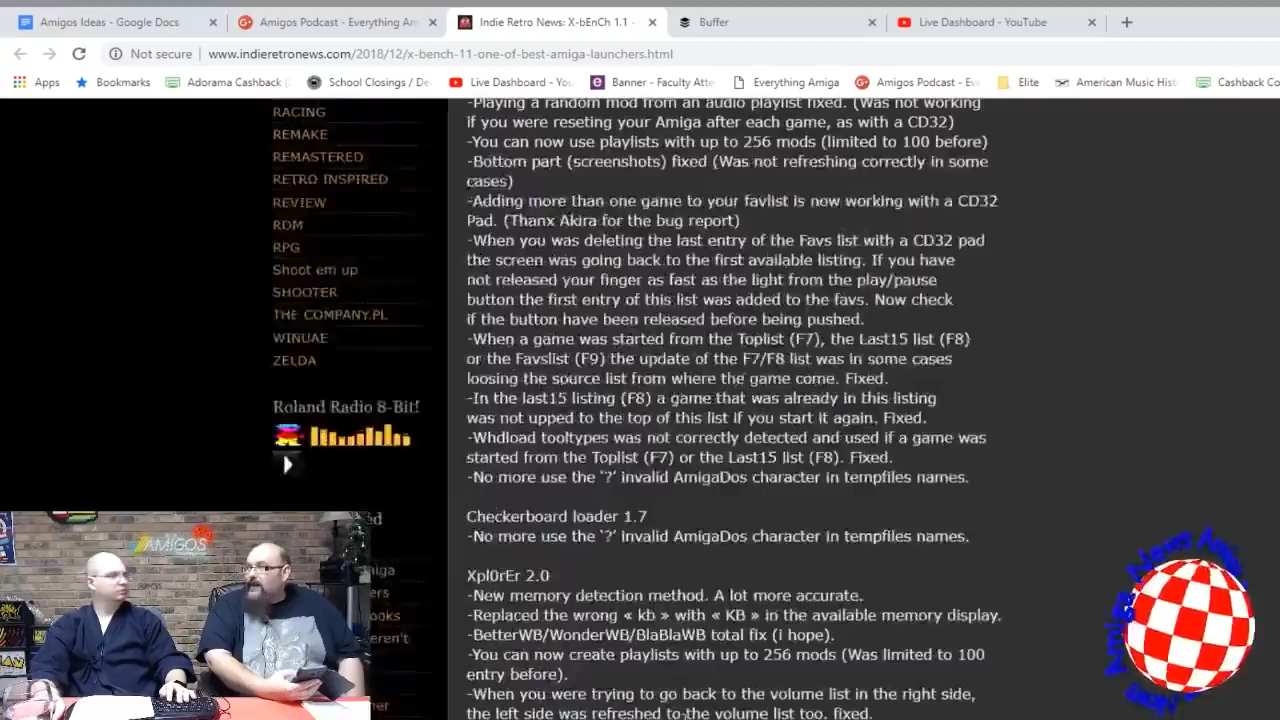 Amigos Ideas - Google Docs
Amigos Podcast - Everything Am
Indie Retro News: X-bEnCh 1.1 -
Buffer
Live Dashboard - YouTube
Not secure
www.indieretronews.com/2018/12/x-bench-11-one-of-best-amiga-launchers.html
Apps
Bookmarks
Adorama Cashback (
School Closings / De
Live Dashboard - You
Banner - Faculty Atte
Everything Amiga
Amigos Podcast - Eve
Elite
American Music Hist
Cashback Co
RACING
REMAKE
REMASTERED
RETRO INSPIRED
REVIEW
RDM
RPG
Shoot em up
SHOOTER
THE COMPANY.PL
WINUAE
ZELDA
Roland Radio 8-Bit!
-Playing a random mod from an audio playlist fixed. (Was not working
if you were reseting your Amiga after each game, as with a CD32)
-You can now use playlists with up to 256 mods (limited to 100 before)
-Bottom part (screenshots) fixed (Was not refreshing correctly in some
cases)
-Adding more than one game to your favlist is now working with a CD32
Pad. (Thanx Akira for the bug report)
-When you was deleting the last entry of the Favs list with a CD32 pad
the screen was going back to the first available listing. If you have
not released your finger as fast as the light from the play/pause
button the first entry of this list was added to the favs. Now check
if the button have been released before being pushed.
-When a game was started from the Toplist (F7), the Last15 list (F8)
or the Favslist (F9) the update of the F7/F8 list was in some cases
loosing the source list from where the game come. Fixed.
-In the last15 listing (F8) a game that was already in this listing
was not upped to the top of this list if you start it again. Fixed.
-Whdload tooltypes was not correctly detected and used if a game was
started from the Toplist (F7) or the Last15 list (F8). Fixed.
-No more use the '?' invalid AmigaDos character in tempfiles names.
Checkerboard loader 1.7
-No more use the '?' invalid AmigaDos character in tempfiles names.
Xpl0rEr 2.0
-New memory detection method. A lot more accurate.
-Replaced the wrong « kb » with « KB » in the available memory display.
-BetterWB/WonderWB/BlaBlaWB total fix (i hope).
-You can now create playlists with up to 256 mods (Was limited to 100
entry before).
-When you were trying to go back to the volume list in the right side,
the left side was refreshed to the volume list too. fixed.
ed
iga
ers
ooks
eren't
her
AMIGOS
Amiga News